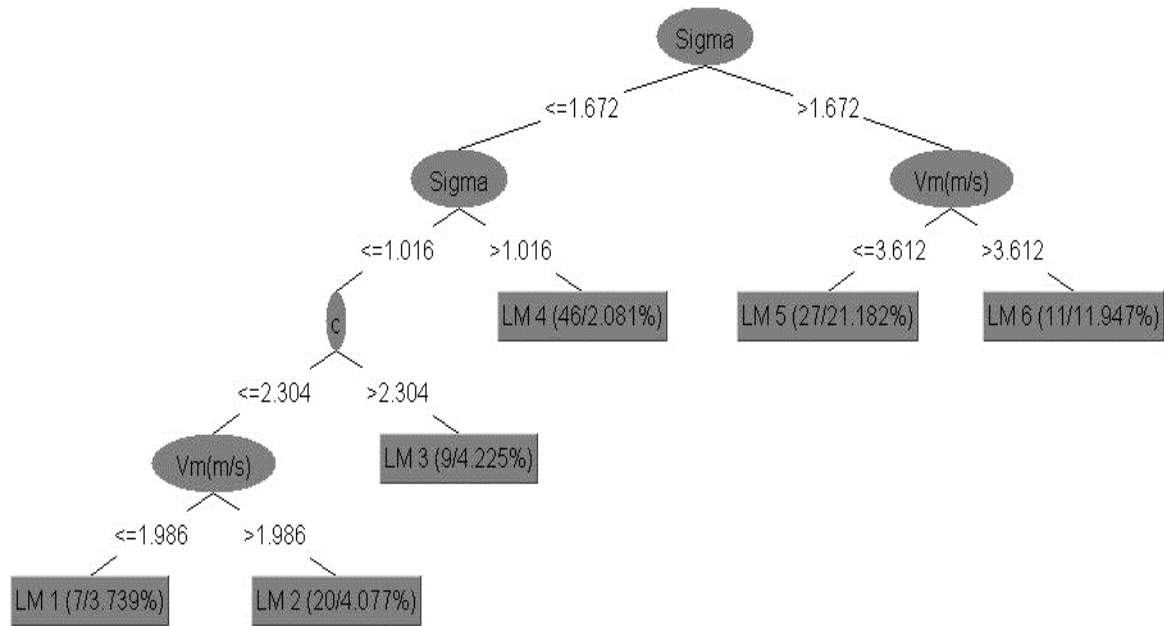 Sigma
<=1.672 >1.672
Sigma Vm(m/s)
<=1.016 >1.016 <=3.612 >3.612
c LM 4 (46/2.081%) LM 5 (27/21.182%) LM 6 (11/11.947%)
<=2.304 >2.304
Vm(m/s) LM 3 (9/4.225%)
<=1.986 >1.986
LM 1 (7/3.739%) LM 2 (20/4.077%)